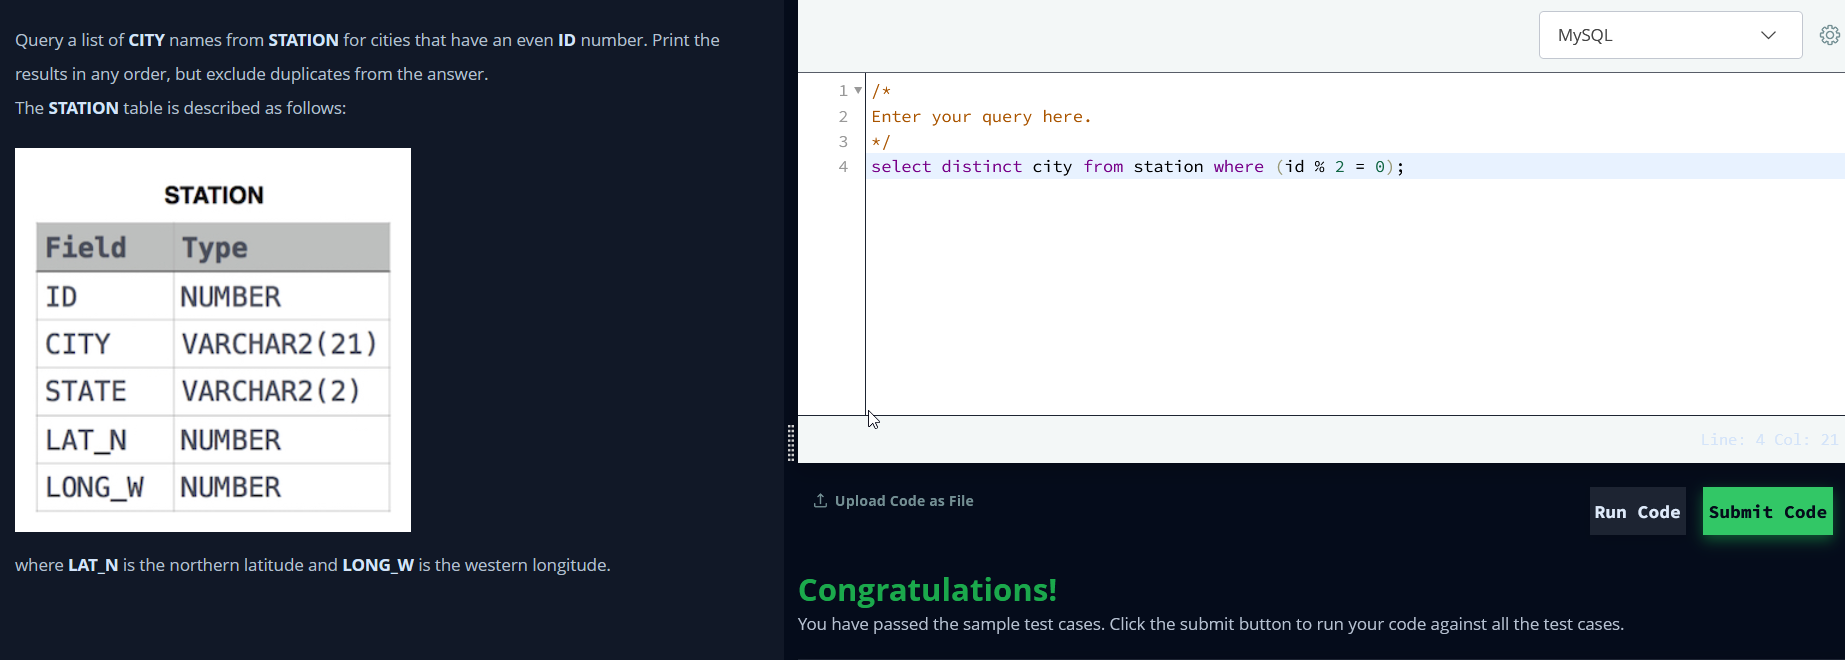 Query a list of CITY names from STATION for cities that have an even ID number. Print the
results in any order, but exclude duplicates from the answer.
The STATION table is described as follows:
STATION
Field Type
ID NUMBER
CITY VARCHAR2(21)
STATE VARCHAR2(2)
LAT_N NUMBER
LONG_W NUMBER
where LAT_N is the northern latitude and LONG_W is the western longitude.
MySQL
1 /*
2 Enter your query here.
3 */
4 select distinct city from station where (id % 2 = 0);
Line: 4 Col: 21
Upload Code as File
Run Code
Submit Code
Congratulations!
You have passed the sample test cases. Click the submit button to run your code against all the test cases.